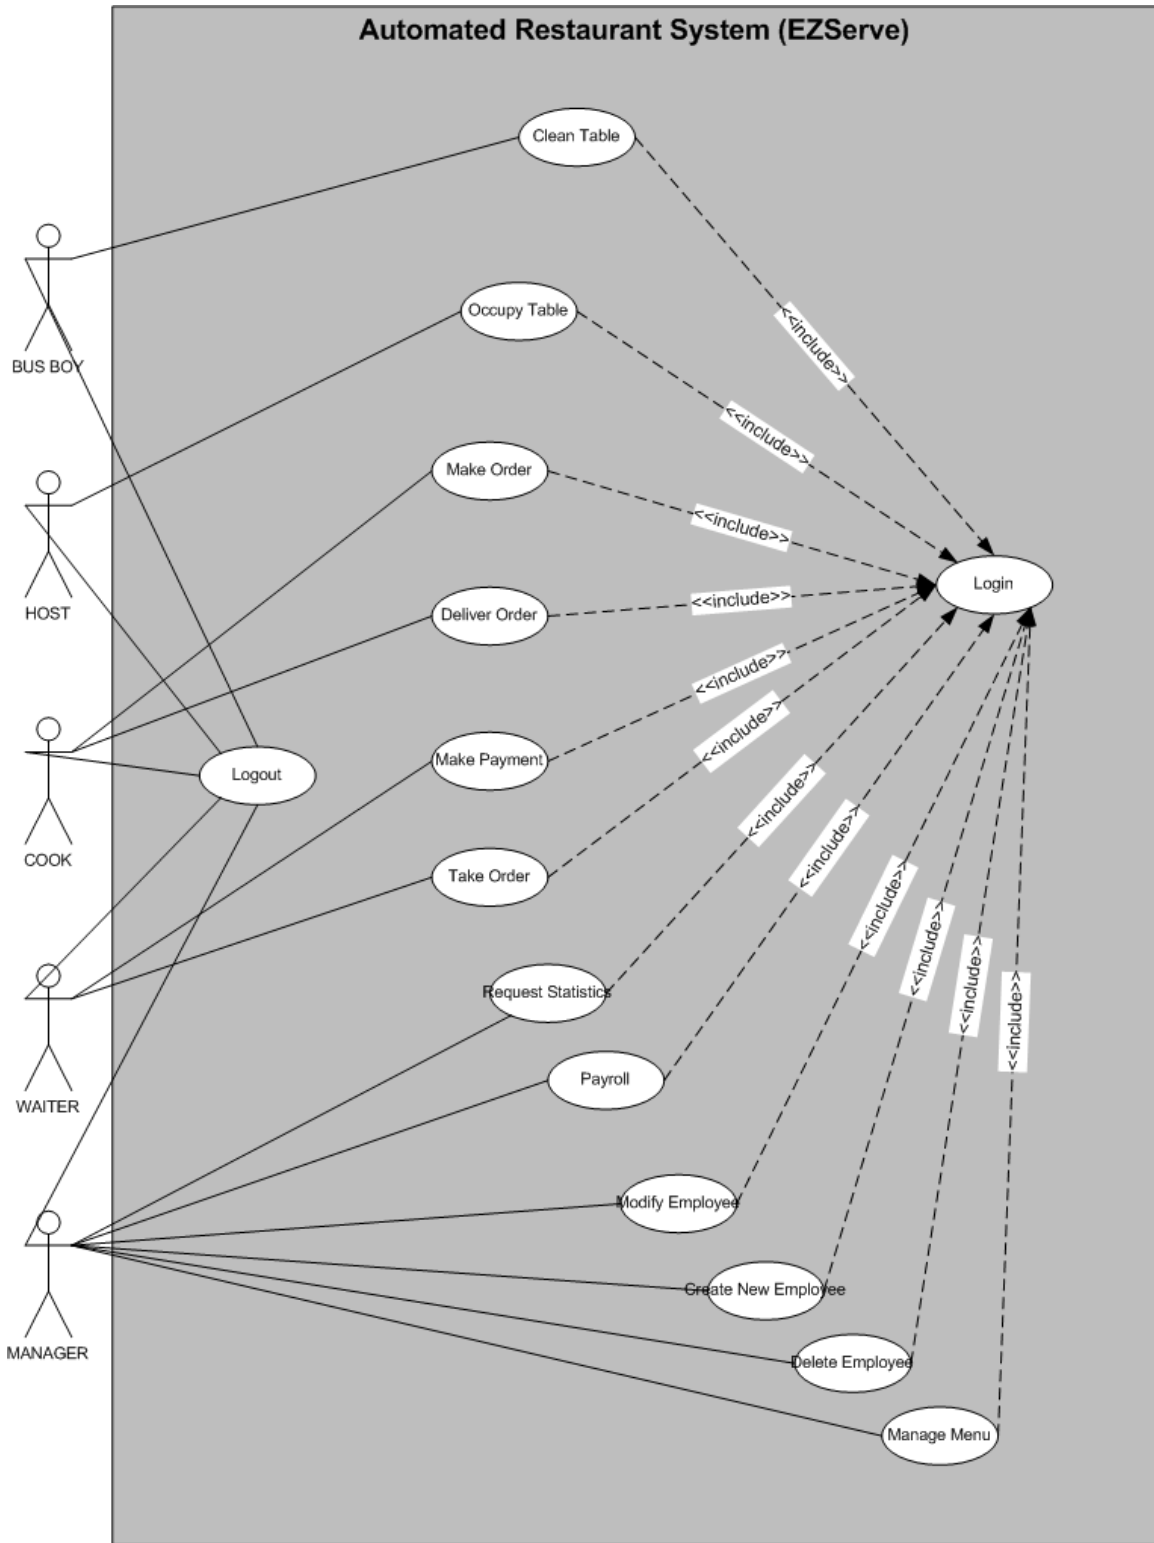 Automated Restaurant System (EZServe)
Clean Table
<<include>>
BUS BOY
Occupy Table
<<include>>
HOST
Make Order
<<include>>
Login
Deliver Order
<<include>>
COOK
Logout
Make Payment
<<include>>
Take Order
<<include>>
WAITER
Request Statistics
<<include>>
Payroll
<<include>>
MANAGER
Modify Employee
<<include>>
Create New Employee
<<include>>
Delete Employee
<<include>>
Manage Menu
<<include>>